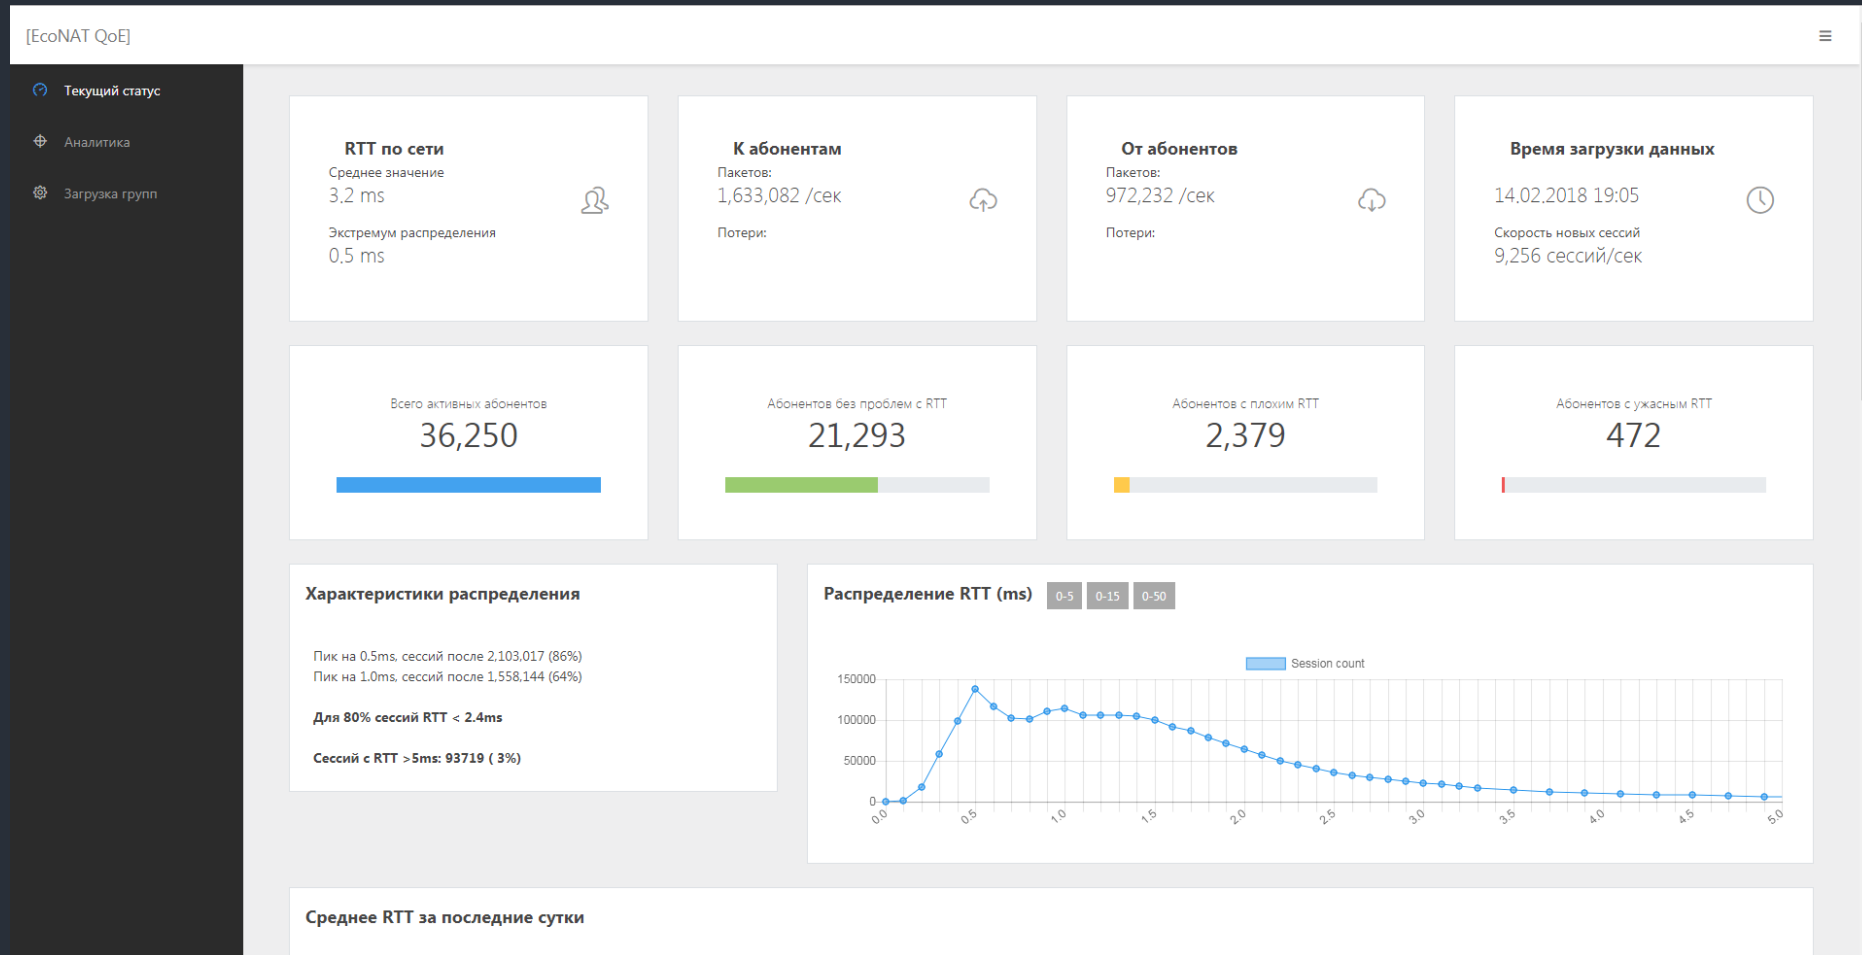 [EcoNAT QoE]
Текущий статус
Аналитика
Загрузка групп
RTT по сети
Среднее значение
3.2 ms
Экстремум распределения
0.5 ms
К абонентам
Пакетов:
1,633,082 /сек
Потери:
От абонентов
Пакетов:
972,232 /сек
Потери:
Время загрузки данных
14.02.2018 19:05
Скорость новых сессий
9,256 сессий/сек
Всего активных абонентов
36,250
Абонентов без проблем с RTT
21,293
Абонентов с плохим RTT
2,379
Абонентов с ужасным RTT
472
Характеристики распределения
Пик на 0.5ms, сессий после 2,103,017 (86%)
Пик на 1.0ms, сессий после 1,558,144 (64%)
Для 80% сессий RTT < 2.4ms
Сессий с RTT >5ms: 93719 ( 3%)
Распределение RTT (ms) 0-5 0-15 0-50
Session count
150000
100000
50000
0
0.0 0.5 1.0 1.5 2.0 2.5 3.0 3.5 4.0 4.5 5.0
Среднее RTT за последние сутки